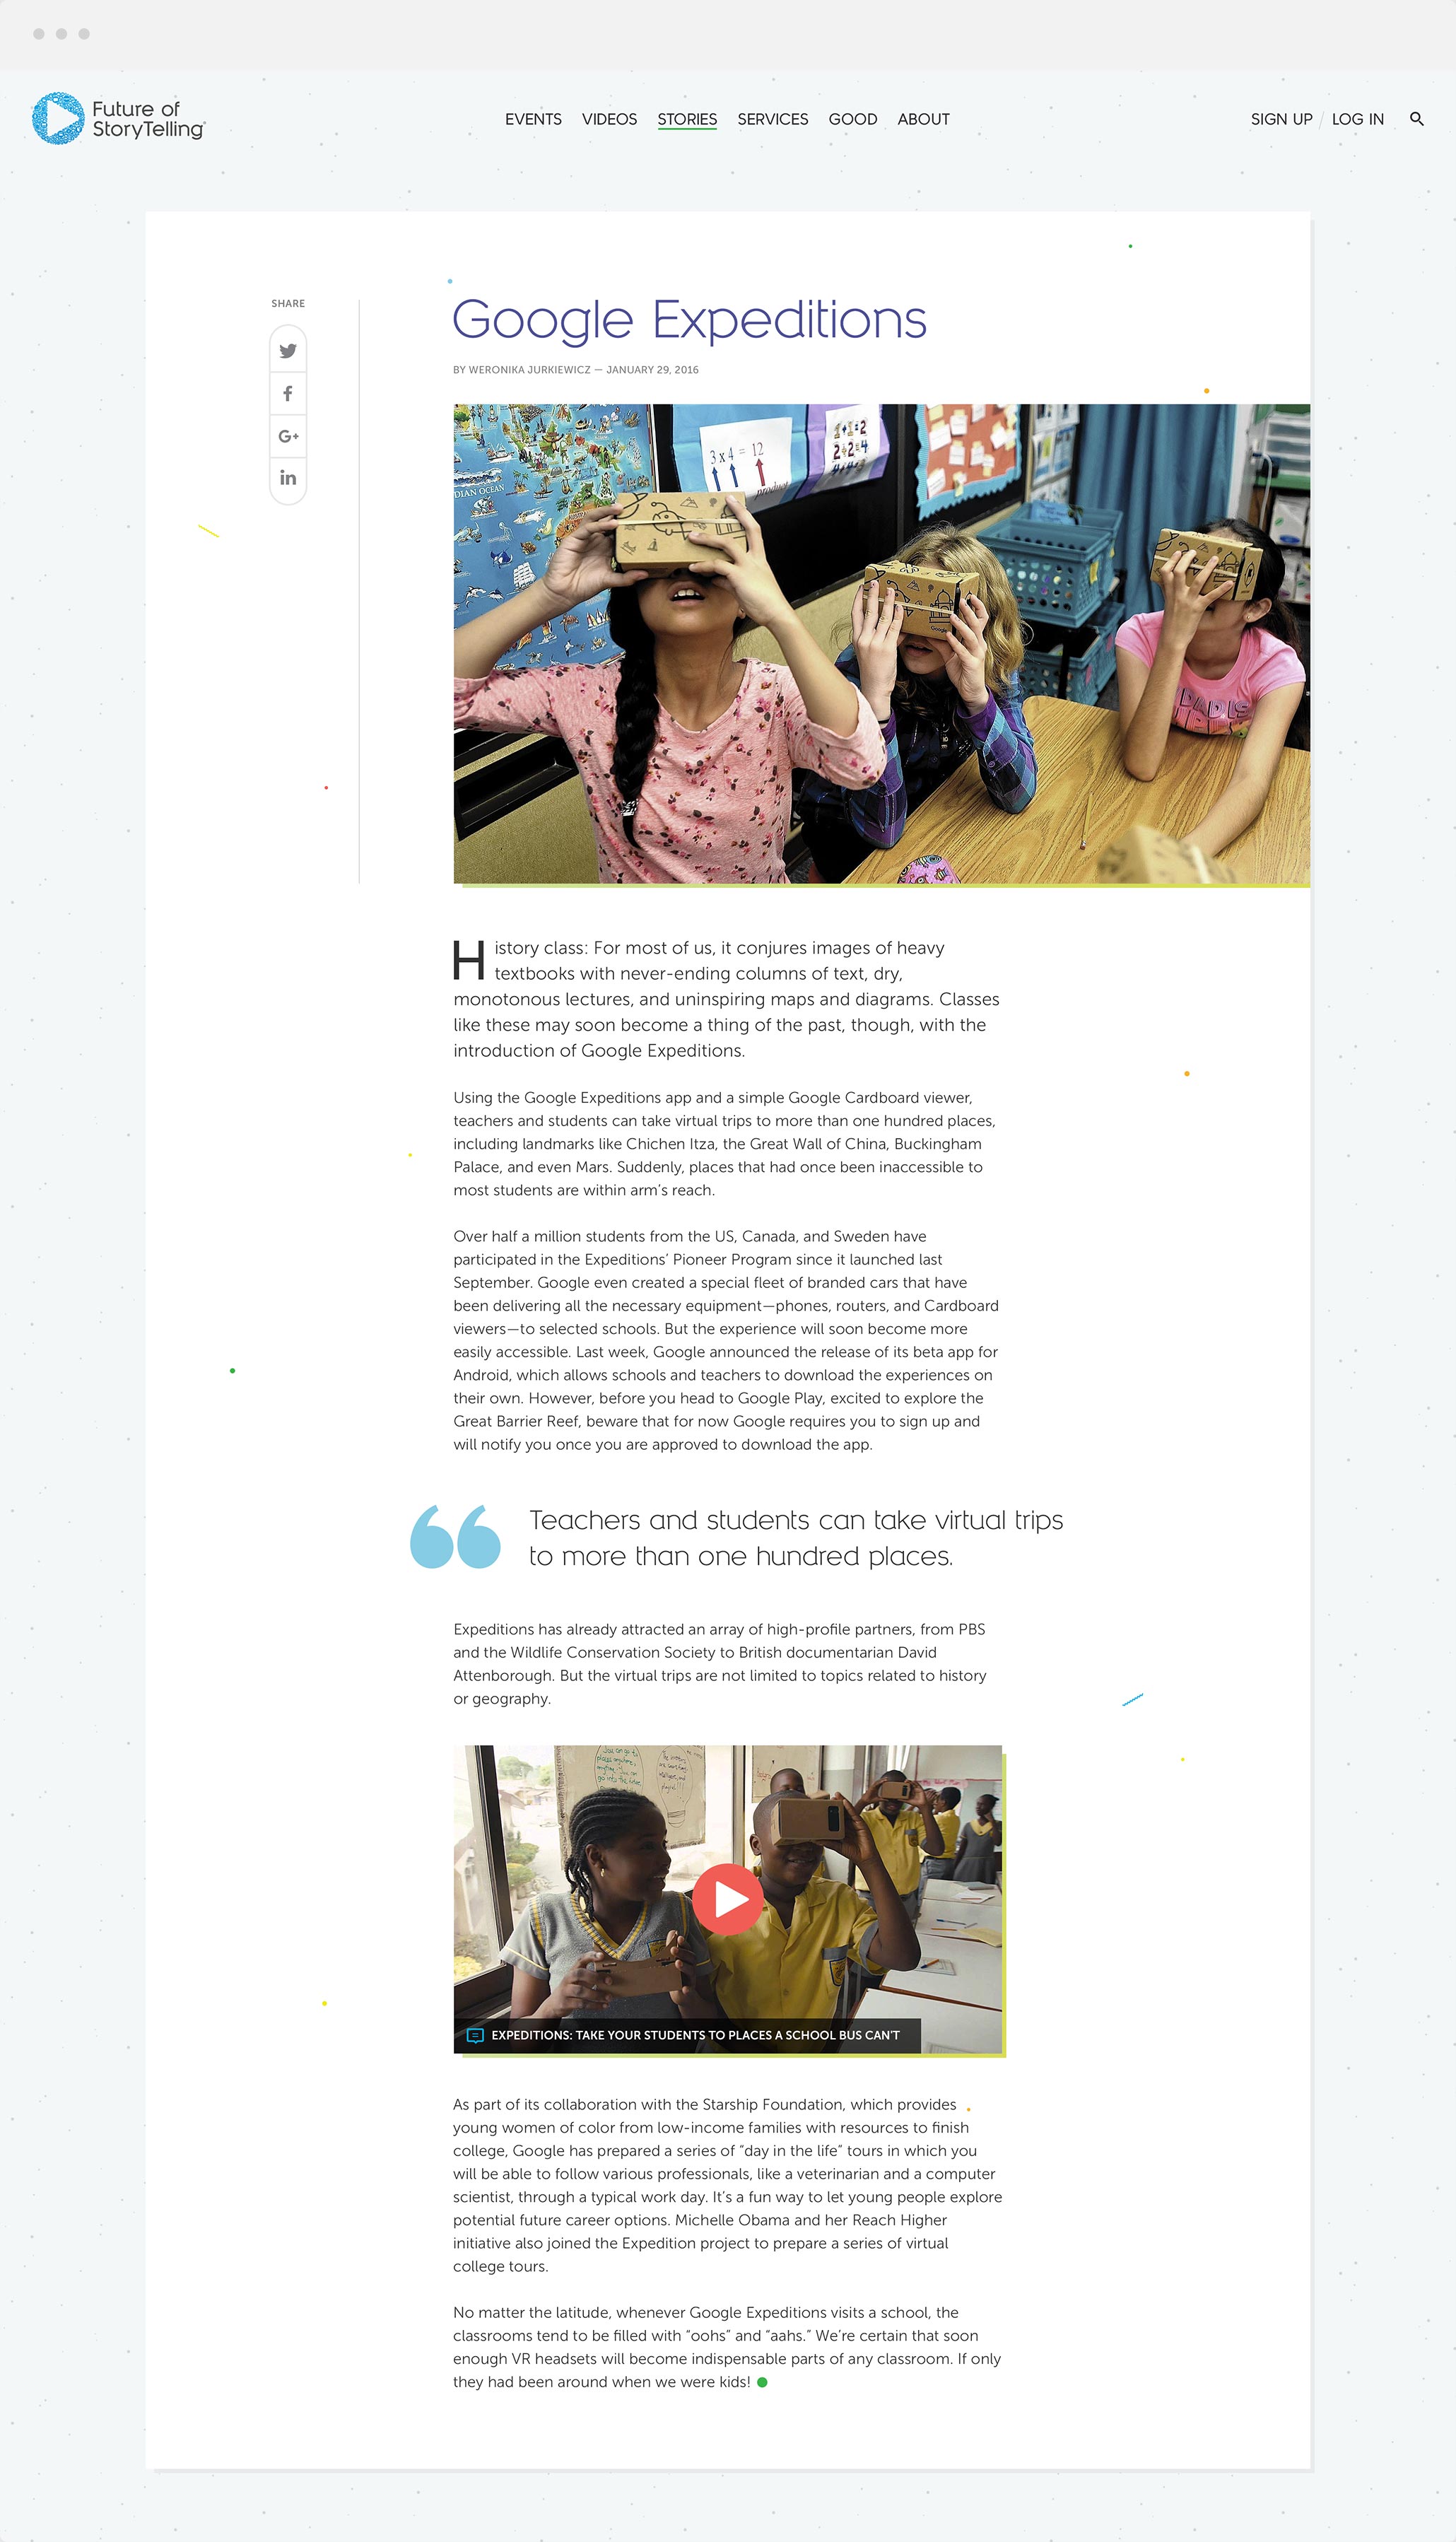 Future of
StoryTelling
EVENTS VIDEOS STORIES SERVICES GOOD ABOUT
SIGN UP / LOG IN
SHARE
Google Expeditions
BY WERONIKA JURKIEWICZ — JANUARY 29, 2016
G+
in
DIAN OCEAN
3 x 4 = 12
product
Google
DAD IS
History class: For most of us, it conjures images of heavy
textbooks with never-ending columns of text, dry,
monotonous lectures, and uninspiring maps and diagrams. Classes
like these may soon become a thing of the past, though, with the
introduction of Google Expeditions.
Using the Google Expeditions app and a simple Google Cardboard viewer,
teachers and students can take virtual trips to more than one hundred places,
including landmarks like Chichen Itza, the Great Wall of China, Buckingham
Palace, and even Mars. Suddenly, places that had once been inaccessible to
most students are within arm’s reach.
Over half a million students from the US, Canada, and Sweden have
participated in the Expeditions’ Pioneer Program since it launched last
September. Google even created a special fleet of branded cars that have
been delivering all the necessary equipment—phones, routers, and Cardboard
viewers—to selected schools. But the experience will soon become more
easily accessible. Last week, Google announced the release of its beta app for
Android, which allows schools and teachers to download the experiences on
their own. However, before you head to Google Play, excited to explore the
Great Barrier Reef, beware that for now Google requires you to sign up and
will notify you once you are approved to download the app.
“ Teachers and students can take virtual trips
to more than one hundred places.
Expeditions has already attracted an array of high-profile partners, from PBS
and the Wildlife Conservation Society to British documentarian David
Attenborough. But the virtual trips are not limited to topics related to history
or geography.
EXPEDITIONS: TAKE YOUR STUDENTS TO PLACES A SCHOOL BUS CAN'T
As part of its collaboration with the Starship Foundation, which provides
young women of color from low-income families with resources to finish
college, Google has prepared a series of “day in the life” tours in which you
will be able to follow various professionals, like a veterinarian and a computer
scientist, through a typical work day. It’s a fun way to let young people explore
potential future career options. Michelle Obama and her Reach Higher
initiative also joined the Expedition project to prepare a series of virtual
college tours.
No matter the latitude, whenever Google Expeditions visits a school, the
classrooms tend to be filled with “oohs” and “aahs.” We’re certain that soon
enough VR headsets will become indispensable parts of any classroom. If only
they had been around when we were kids!